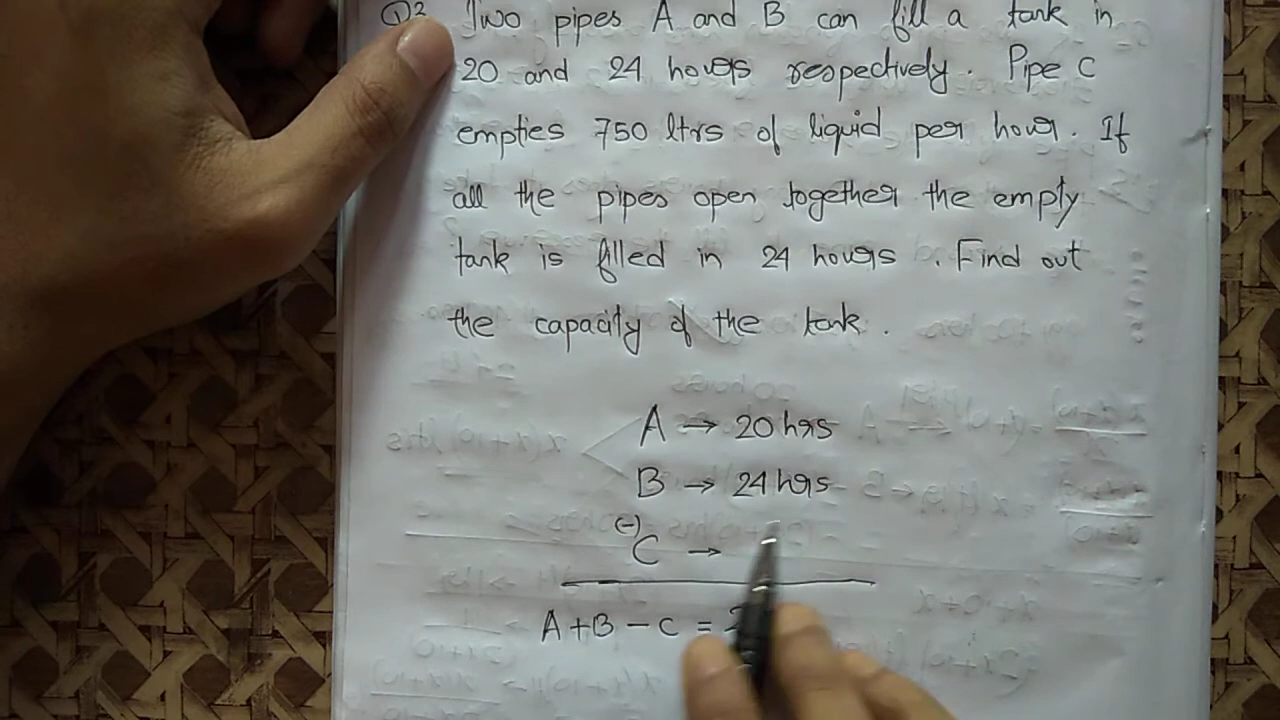 Q2 Two pipes A and B can fill a tank in
20 and 24 hours respectively. Pipe C
empties 750 ltrs of liquid per hour. If
all the pipes open together the empty
tank is filled in 24 hours. Find out
the capacity of the tank.
A → 20 hrs
B → 24 hrs
(-) C →
A + B - C =